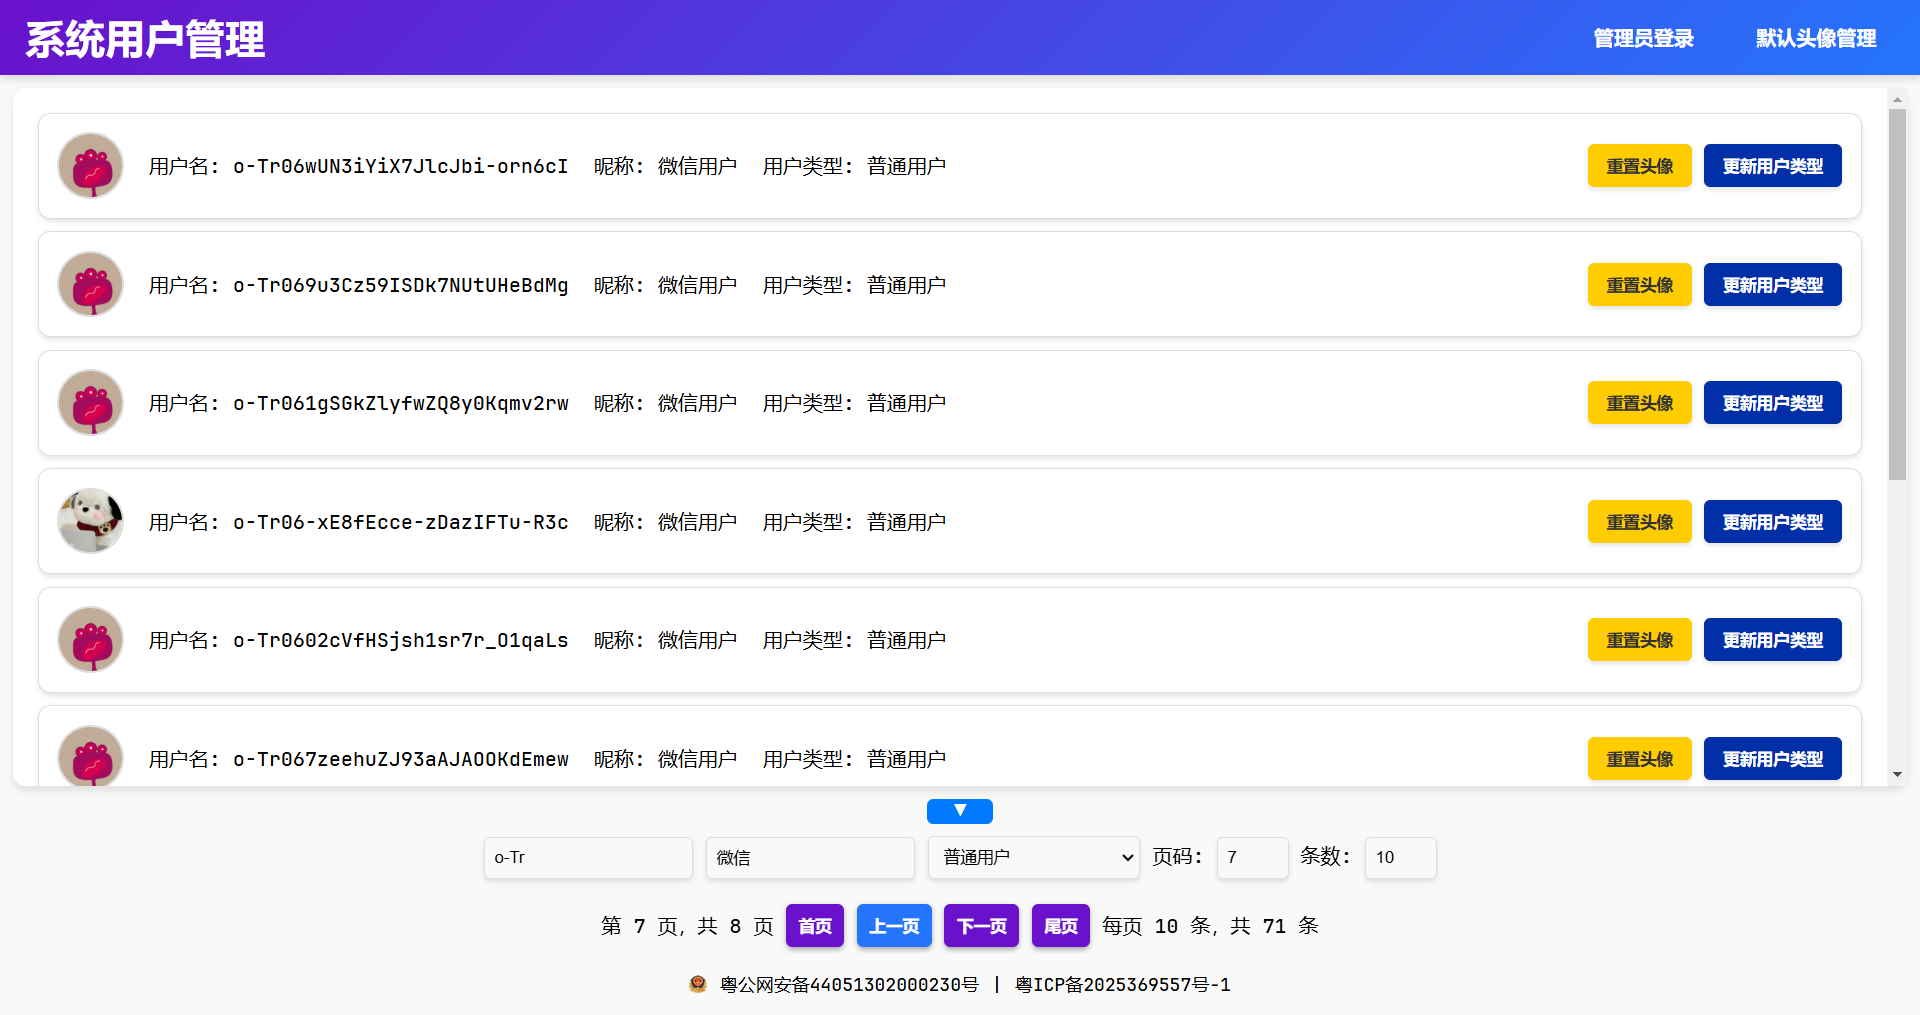 系统用户管理 管理员登录 默认头像管理
用户名: o-Tr06wUN3iYiX7JlcJbi-orn6cI 昵称: 微信用户 用户类型: 普通用户 重置头像 更新用户类型
用户名: o-Tr069u3Cz59ISDk7NUtUHeBdMg 昵称: 微信用户 用户类型: 普通用户 重置头像 更新用户类型
用户名: o-Tr061gSGkZlyfwZQ8y0Kqmv2rw 昵称: 微信用户 用户类型: 普通用户 重置头像 更新用户类型
用户名: o-Tr06-xE8fEcce-zDazIFTu-R3c 昵称: 微信用户 用户类型: 普通用户 重置头像 更新用户类型
用户名: o-Tr0602cVfHSjsh1sr7r_O1qaLs 昵称: 微信用户 用户类型: 普通用户 重置头像 更新用户类型
用户名: o-Tr067zeehuZJ93aAJAOOKdEmew 昵称: 微信用户 用户类型: 普通用户 重置头像 更新用户类型
▼
o-Tr 微信 普通用户 页码: 7 条数: 10
第 7 页, 共 8 页 首页 上一页 下一页 尾页 每页 10 条, 共 71 条
粤公网安备44051302000230号 | 粤ICP备2025369557号-1